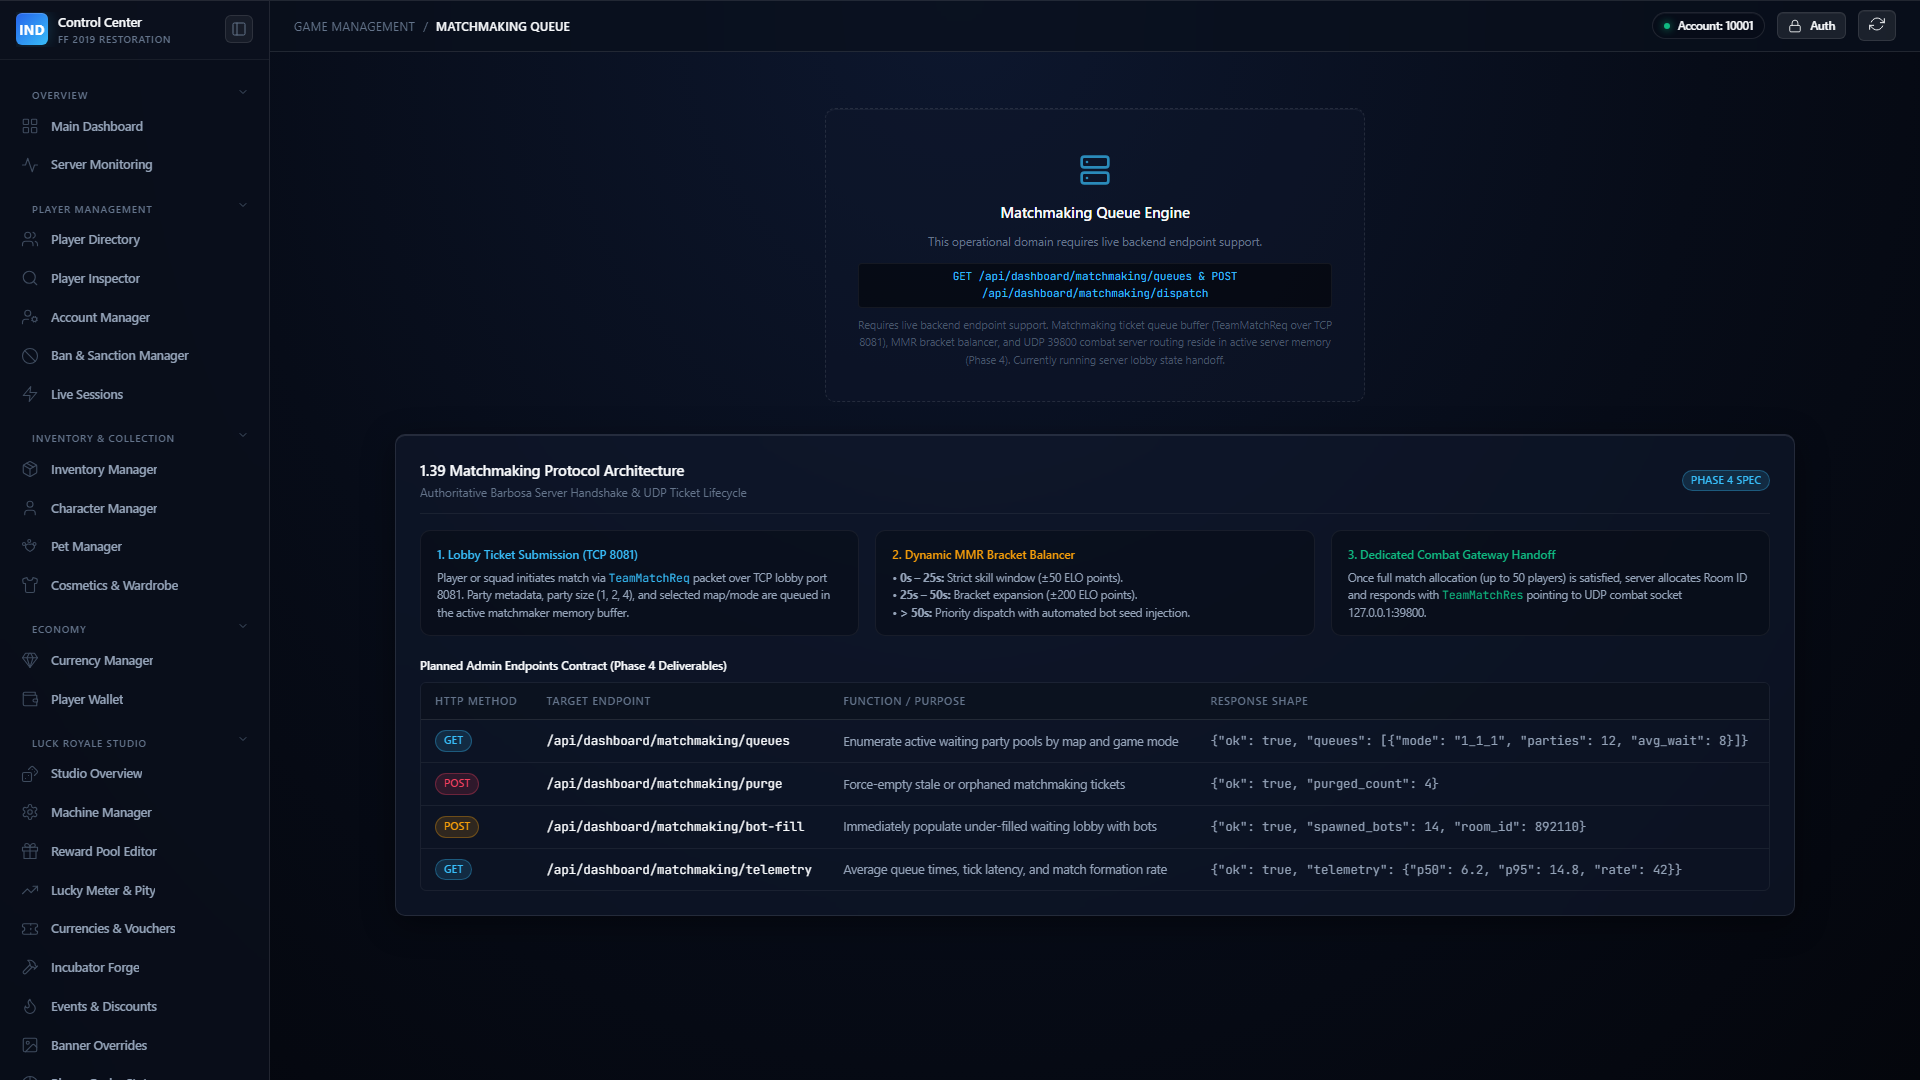 IND
Control Center
FF 2019 RESTORATION
GAME MANAGEMENT / MATCHMAKING QUEUE
Account: 10001
Auth
OVERVIEW
Main Dashboard
Server Monitoring
PLAYER MANAGEMENT
Player Directory
Player Inspector
Account Manager
Ban & Sanction Manager
Live Sessions
INVENTORY & COLLECTION
Inventory Manager
Character Manager
Pet Manager
Cosmetics & Wardrobe
ECONOMY
Currency Manager
Player Wallet
LUCK ROYALE STUDIO
Studio Overview
Machine Manager
Reward Pool Editor
Lucky Meter & Pity
Currencies & Vouchers
Incubator Forge
Events & Discounts
Banner Overrides
Matchmaking Queue Engine
This operational domain requires live backend endpoint support.
GET /api/dashboard/matchmaking/queues & POST
/api/dashboard/matchmaking/dispatch
Requires live backend endpoint support. Matchmaking ticket queue buffer (TeamMatchReq over TCP
8081), MMR bracket balancer, and UDP 39800 combat server routing reside in active server memory
(Phase 4). Currently running server lobby state handoff.
1.39 Matchmaking Protocol Architecture
Authoritative Barbosa Server Handshake & UDP Ticket Lifecycle
PHASE 4 SPEC
1. Lobby Ticket Submission (TCP 8081)
Player or squad initiates match via TeamMatchReq packet over TCP lobby port
8081. Party metadata, party size (1, 2, 4), and selected map/mode are queued in
the active matchmaker memory buffer.
2. Dynamic MMR Bracket Balancer
• 0s – 25s: Strict skill window (±50 ELO points).
• 25s – 50s: Bracket expansion (±200 ELO points).
• > 50s: Priority dispatch with automated bot seed injection.
3. Dedicated Combat Gateway Handoff
Once full match allocation (up to 50 players) is satisfied, server allocates Room ID
and responds with TeamMatchRes pointing to UDP combat socket
127.0.0.1:39800.
Planned Admin Endpoints Contract (Phase 4 Deliverables)
HTTP METHOD TARGET ENDPOINT FUNCTION / PURPOSE RESPONSE SHAPE
GET /api/dashboard/matchmaking/queues Enumerate active waiting party pools by map and game mode {"ok": true, "queues": [{"mode": "1_1_1", "parties": 12, "avg_wait": 8}]}
POST /api/dashboard/matchmaking/purge Force-empty stale or orphaned matchmaking tickets {"ok": true, "purged_count": 4}
POST /api/dashboard/matchmaking/bot-fill Immediately populate under-filled waiting lobby with bots {"ok": true, "spawned_bots": 14, "room_id": 892110}
GET /api/dashboard/matchmaking/telemetry Average queue times, tick latency, and match formation rate {"ok": true, "telemetry": {"p50": 6.2, "p95": 14.8, "rate": 42}}